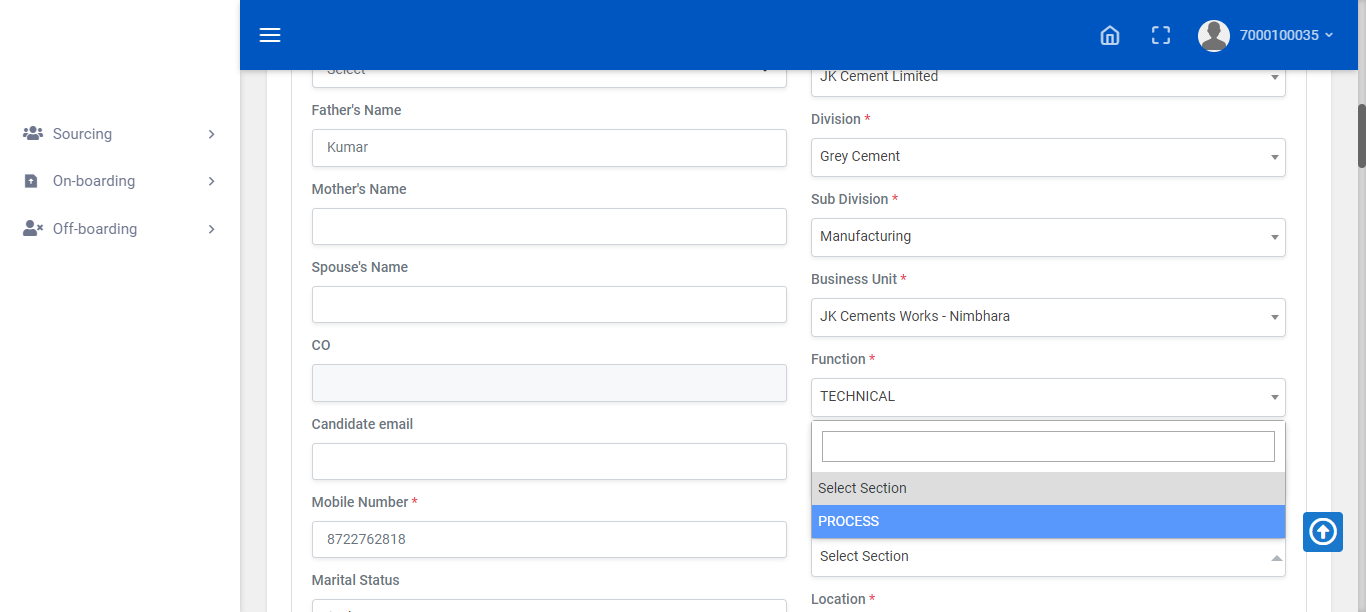 7000100035
Sourcing
On-boarding
Off-boarding
Select
Father's Name
Kumar
Mother's Name
Spouse's Name
CO
Candidate email
Mobile Number *
8722762818
Marital Status
JK Cement Limited
Division *
Grey Cement
Sub Division *
Manufacturing
Business Unit *
JK Cements Works - Nimbhara
Function *
TECHNICAL
Select Section
PROCESS
Select Section
Location *